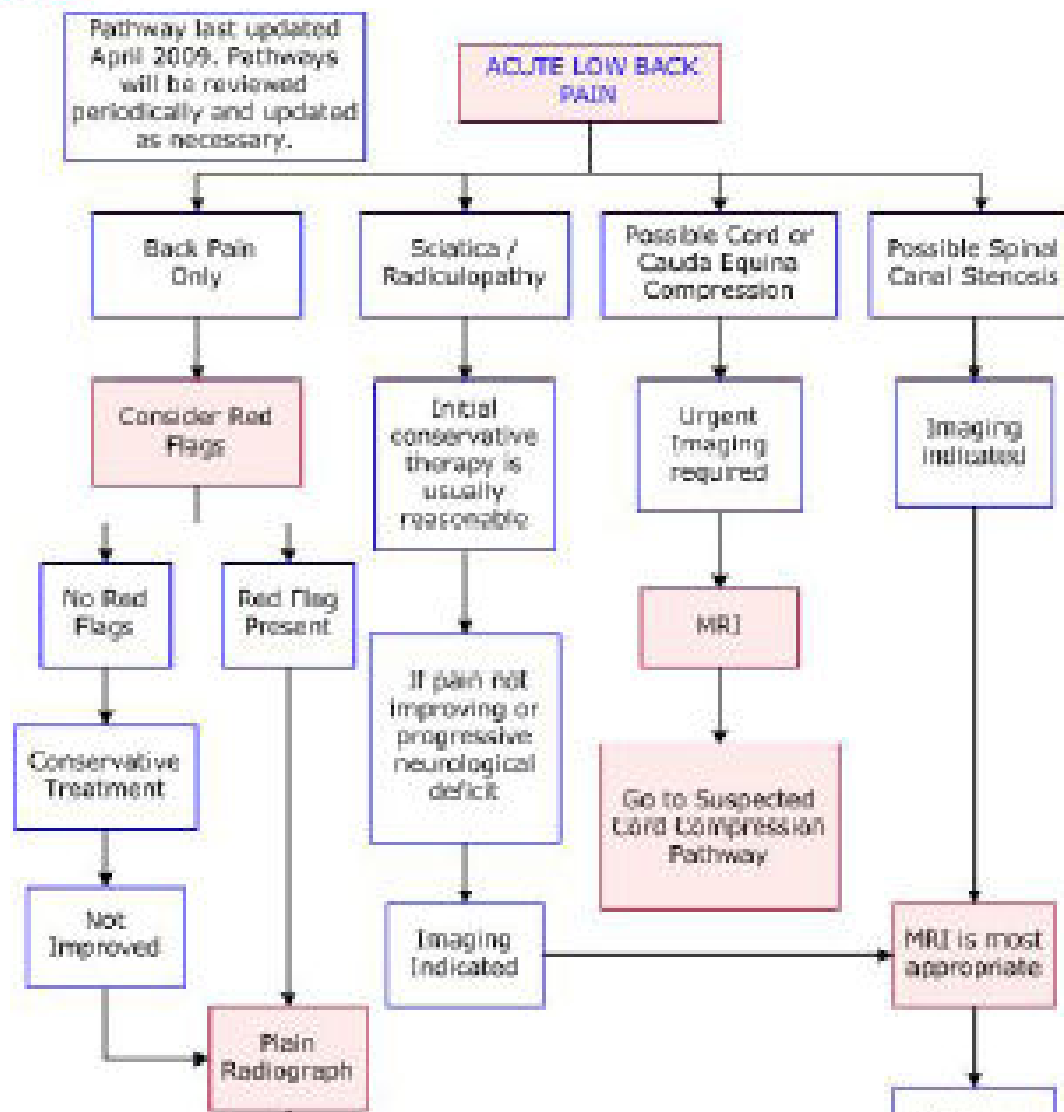 Pathway last updated
April 2009. Pathways
will be reviewed
periodically and updated
as necessary.
ACUTE LOW BACK
PAIN
Back Pain
Only
Sciatica /
Radiculopathy
Possible Cord or
Cauda Equina
Compression
Possible Spinal
Canal Stenosis
Consider Red
Flags
Initial
conservative
therapy is
usually
reasonable
Urgent
Imaging
required
Imaging
indicated
No Red
Flags
Red Flag
Present
MRI
If pain not
improving or
progressive
neurological
deficit
Conservative
Treatment
Go to Suspected
Cord Compression
Pathway
Not
Improved
Imaging
Indicated
MRI is most
appropriate
Plain
Radiograph